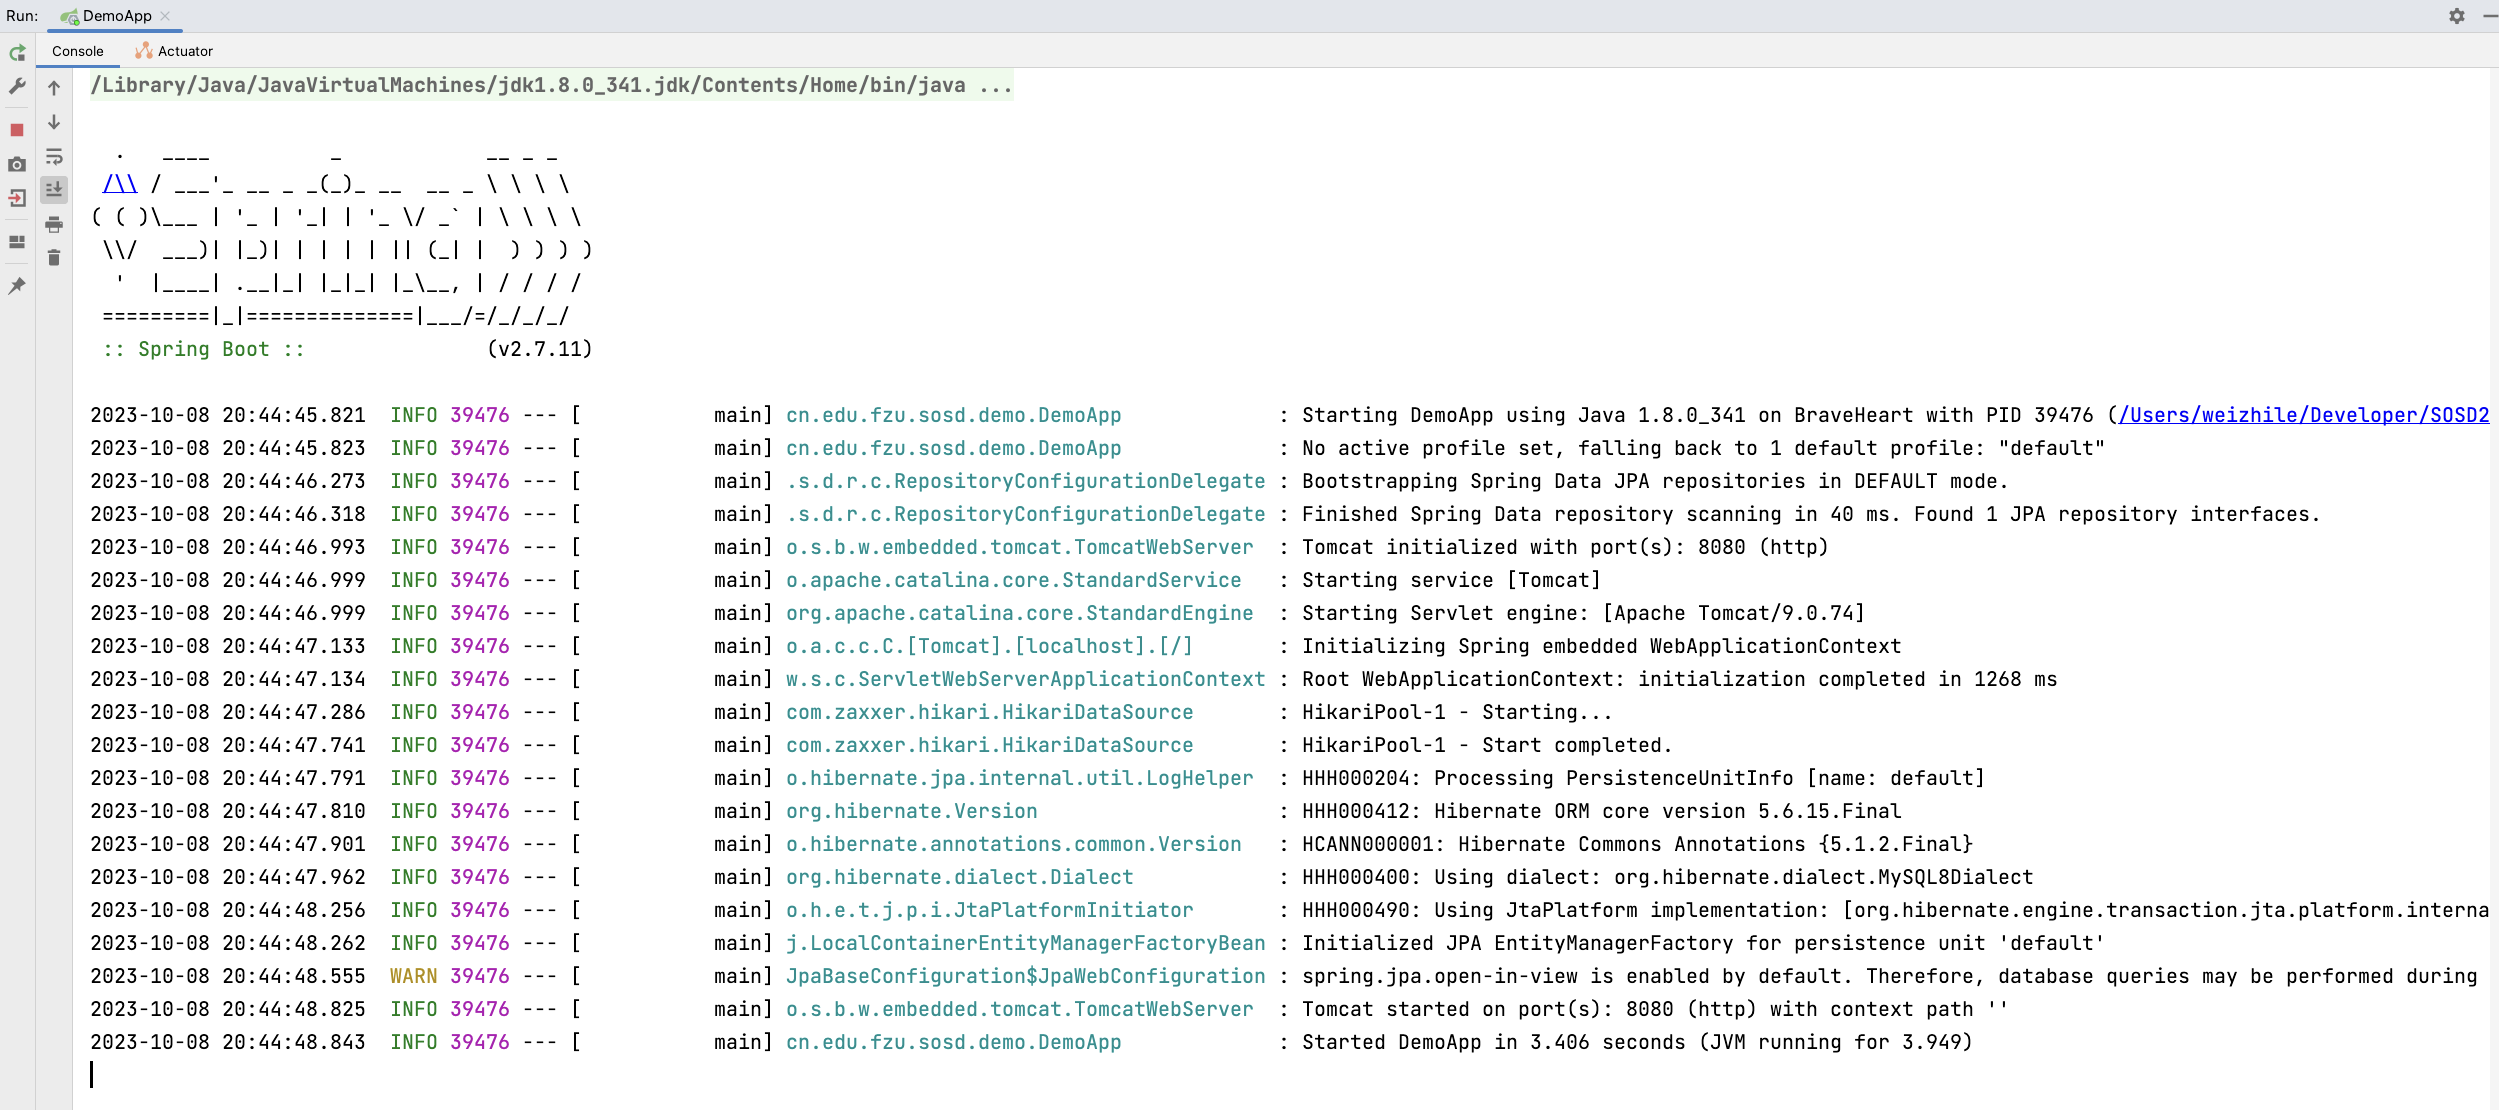 Run: DemoApp
Console Actuator
/Library/Java/JavaVirtualMachines/jdk1.8.0_341.jdk/Contents/Home/bin/java ...
  .   ____          _            __ _ _
 /\\ / ___'_ __ _ _(_)_ __  __ _ \ \ \ \
( ( )\___ | '_ | '_| | '_ \/ _` | \ \ \ \
 \\/  ___)| |_)| | | | | || (_| |  ) ) ) )
  '  |____| .__|_| |_|_| |_\__, | / / / /
 =========|_|==============|___/=/_/_/_/
 :: Spring Boot ::               (v2.7.11)
2023-10-08 20:44:45.821  INFO 39476 --- [           main] cn.edu.fzu.sosd.demo.DemoApp             : Starting DemoApp using Java 1.8.0_341 on BraveHeart with PID 39476 (/Users/weizhile/Developer/SOSD2
2023-10-08 20:44:45.823  INFO 39476 --- [           main] cn.edu.fzu.sosd.demo.DemoApp             : No active profile set, falling back to 1 default profile: "default"
2023-10-08 20:44:46.273  INFO 39476 --- [           main] .s.d.r.c.RepositoryConfigurationDelegate : Bootstrapping Spring Data JPA repositories in DEFAULT mode.
2023-10-08 20:44:46.318  INFO 39476 --- [           main] .s.d.r.c.RepositoryConfigurationDelegate : Finished Spring Data repository scanning in 40 ms. Found 1 JPA repository interfaces.
2023-10-08 20:44:46.993  INFO 39476 --- [           main] o.s.b.w.embedded.tomcat.TomcatWebServer  : Tomcat initialized with port(s): 8080 (http)
2023-10-08 20:44:46.999  INFO 39476 --- [           main] o.apache.catalina.core.StandardService   : Starting service [Tomcat]
2023-10-08 20:44:46.999  INFO 39476 --- [           main] org.apache.catalina.core.StandardEngine  : Starting Servlet engine: [Apache Tomcat/9.0.74]
2023-10-08 20:44:47.133  INFO 39476 --- [           main] o.a.c.c.C.[Tomcat].[localhost].[/]       : Initializing Spring embedded WebApplicationContext
2023-10-08 20:44:47.134  INFO 39476 --- [           main] w.s.c.ServletWebServerApplicationContext : Root WebApplicationContext: initialization completed in 1268 ms
2023-10-08 20:44:47.286  INFO 39476 --- [           main] com.zaxxer.hikari.HikariDataSource       : HikariPool-1 - Starting...
2023-10-08 20:44:47.741  INFO 39476 --- [           main] com.zaxxer.hikari.HikariDataSource       : HikariPool-1 - Start completed.
2023-10-08 20:44:47.791  INFO 39476 --- [           main] o.hibernate.jpa.internal.util.LogHelper  : HHH000204: Processing PersistenceUnitInfo [name: default]
2023-10-08 20:44:47.810  INFO 39476 --- [           main] org.hibernate.Version                    : HHH000412: Hibernate ORM core version 5.6.15.Final
2023-10-08 20:44:47.901  INFO 39476 --- [           main] o.hibernate.annotations.common.Version   : HCANN000001: Hibernate Commons Annotations {5.1.2.Final}
2023-10-08 20:44:47.962  INFO 39476 --- [           main] org.hibernate.dialect.Dialect            : HHH000400: Using dialect: org.hibernate.dialect.MySQL8Dialect
2023-10-08 20:44:48.256  INFO 39476 --- [           main] o.h.e.t.j.p.i.JtaPlatformInitiator       : HHH000490: Using JtaPlatform implementation: [org.hibernate.engine.transaction.jta.platform.interna
2023-10-08 20:44:48.262  INFO 39476 --- [           main] j.LocalContainerEntityManagerFactoryBean : Initialized JPA EntityManagerFactory for persistence unit 'default'
2023-10-08 20:44:48.555  WARN 39476 --- [           main] JpaBaseConfiguration$JpaWebConfiguration : spring.jpa.open-in-view is enabled by default. Therefore, database queries may be performed during
2023-10-08 20:44:48.825  INFO 39476 --- [           main] o.s.b.w.embedded.tomcat.TomcatWebServer  : Tomcat started on port(s): 8080 (http) with context path ''
2023-10-08 20:44:48.843  INFO 39476 --- [           main] cn.edu.fzu.sosd.demo.DemoApp             : Started DemoApp in 3.406 seconds (JVM running for 3.949)